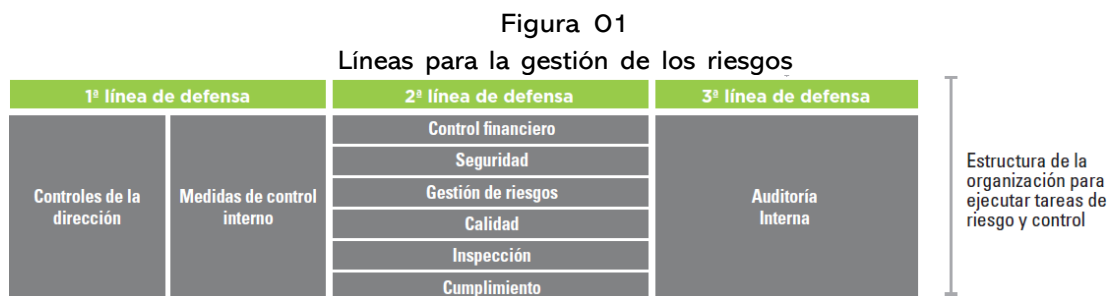 Figura 01
Líneas para la gestión de los riesgos
1ª línea de defensa
2ª línea de defensa
3ª línea de defensa
Controles de la
dirección
Medidas de control
interno
Control financiero
Seguridad
Gestión de riesgos
Calidad
Inspección
Cumplimiento
Auditoría
Interna
Estructura de la
organización para
ejecutar tareas de
riesgo y control